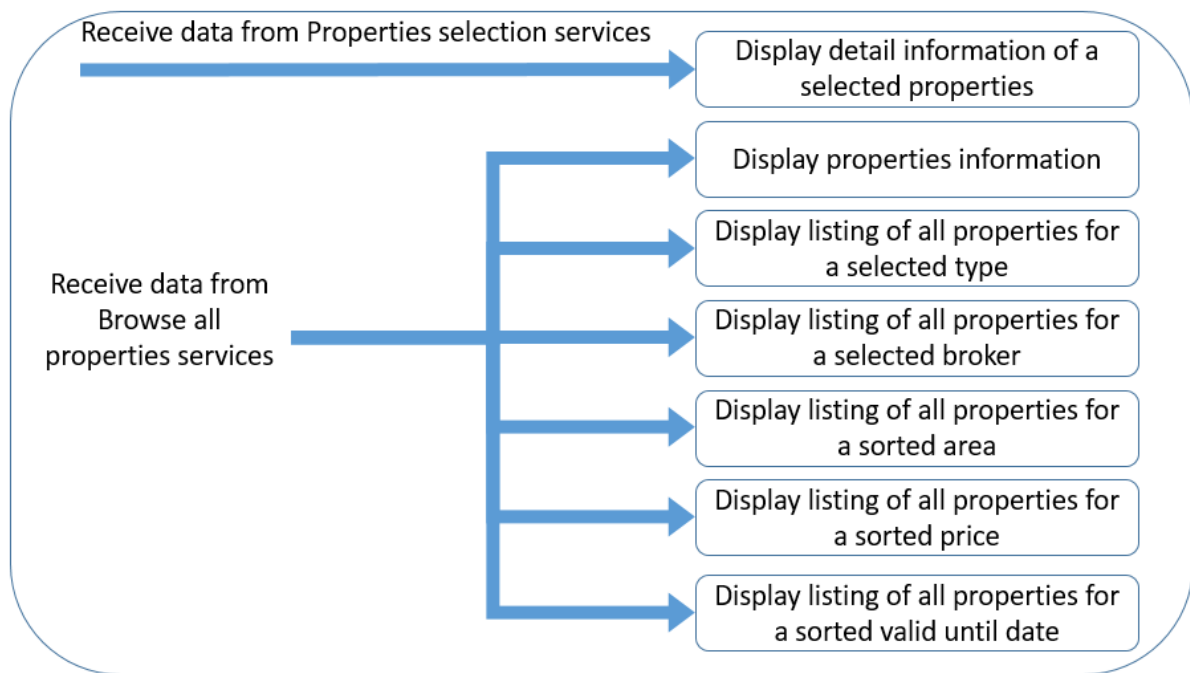 Receive data from Properties selection services
Display detail information of a
selected properties
Display properties information
Display listing of all properties for
a selected type
Receive data from
Browse all
properties services
Display listing of all properties for
a selected broker
Display listing of all properties for
a sorted area
Display listing of all properties for
a sorted price
Display listing of all properties for
a sorted valid until date